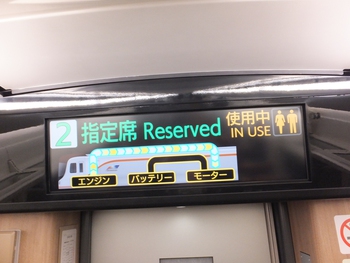 2 指定席 Reserved 使用中
IN USE
エンジン バッテリー モーター